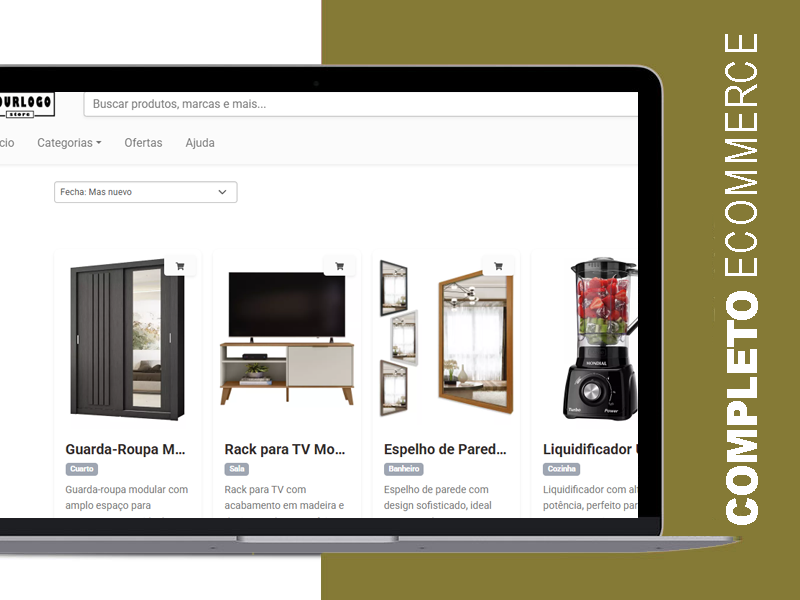 OURLOGO
store
Buscar produtos, marcas e mais...
cio
Categorias
Ofertas
Ajuda
Fecha: Mas nuevo
MONDIAL
Turbo
Power
Guarda-Roupa M...
Cuarto
Guarda-roupa modular com
amplo espaço para
Rack para TV Mo...
Sala
Rack para TV com
acabamento em madeira e
Espelho de Pared...
Banheiro
Espelho de parede com
design sofisticado, ideal
Liquidificador
Cozinha
Liquidificador com alt
potência, perfeito par
COMPLETO ECOMMERCE